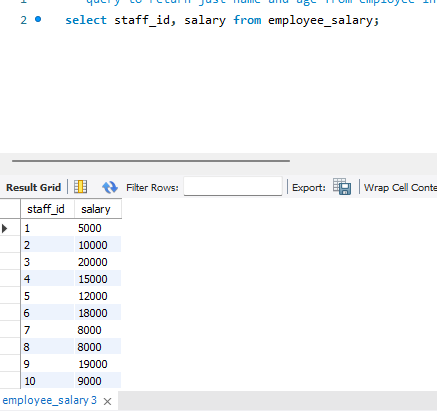 1 query to return just name and age from employee in
2 select staff_id, salary from employee_salary;
Result Grid Filter Rows: Export: Wrap Cell Conte
staff_id salary
1 5000
2 10000
3 20000
4 15000
5 12000
6 18000
7 8000
8 8000
9 19000
10 9000
employee_salary 3 ×